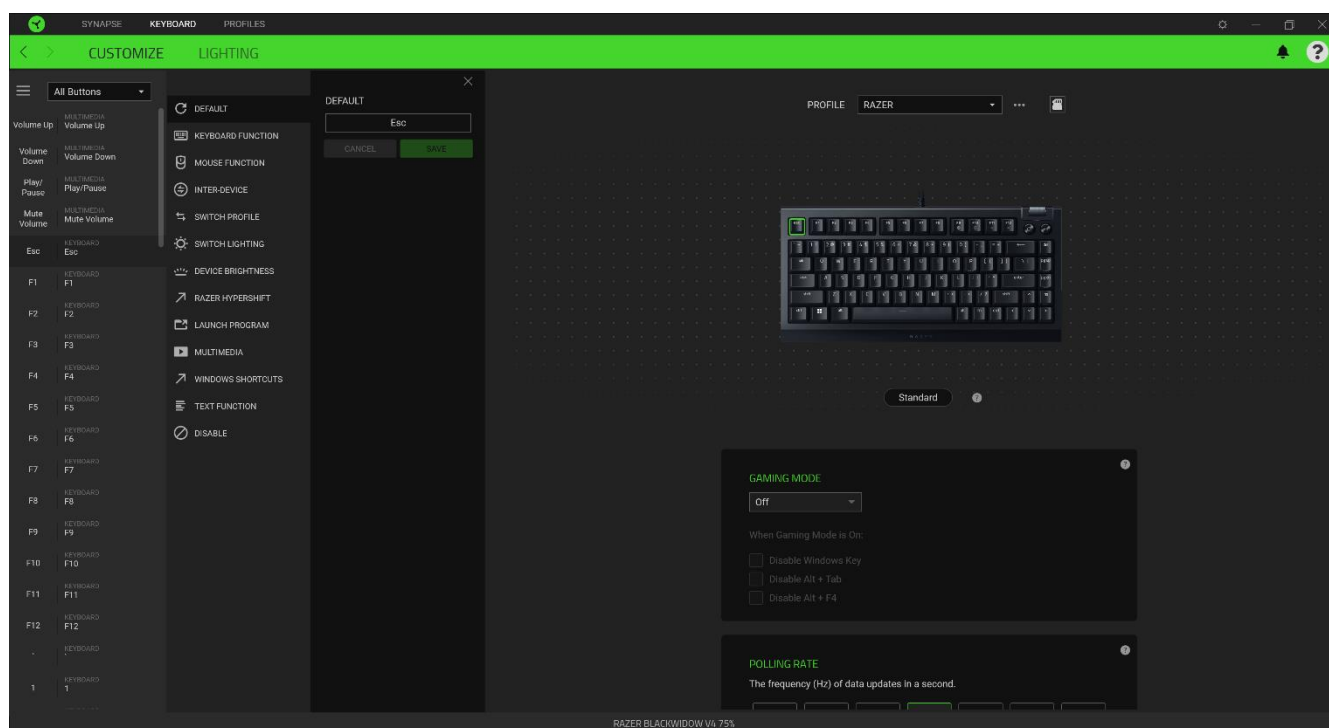 SYNAPSE KEYBOARD PROFILES
CUSTOMIZE LIGHTING
All Buttons
Volume Up MULTIMEDIA Volume Up
Volume Down MULTIMEDIA Volume Down
Play/Pause MULTIMEDIA Play/Pause
Mute Volume MULTIMEDIA Mute Volume
Esc KEYBOARD Esc
F1 KEYBOARD F1
F2 KEYBOARD F2
F3 KEYBOARD F3
F4 KEYBOARD F4
F5 KEYBOARD F5
F6 KEYBOARD F6
F7 KEYBOARD F7
F8 KEYBOARD F8
F9 KEYBOARD F9
F10 KEYBOARD F10
F11 KEYBOARD F11
F12 KEYBOARD F12
` KEYBOARD `
1 KEYBOARD 1
DEFAULT
KEYBOARD FUNCTION
MOUSE FUNCTION
INTER-DEVICE
SWITCH PROFILE
SWITCH LIGHTING
DEVICE BRIGHTNESS
RAZER HYPERSHIFT
LAUNCH PROGRAM
MULTIMEDIA
WINDOWS SHORTCUTS
TEXT FUNCTION
DISABLE
DEFAULT
Esc
CANCEL SAVE
PROFILE RAZER
Standard
GAMING MODE
Off
When Gaming Mode is On:
Disable Windows Key
Disable Alt + Tab
Disable Alt + F4
POLLING RATE
The frequency (Hz) of data updates in a second.
RAZER BLACKWIDOW V4 75%